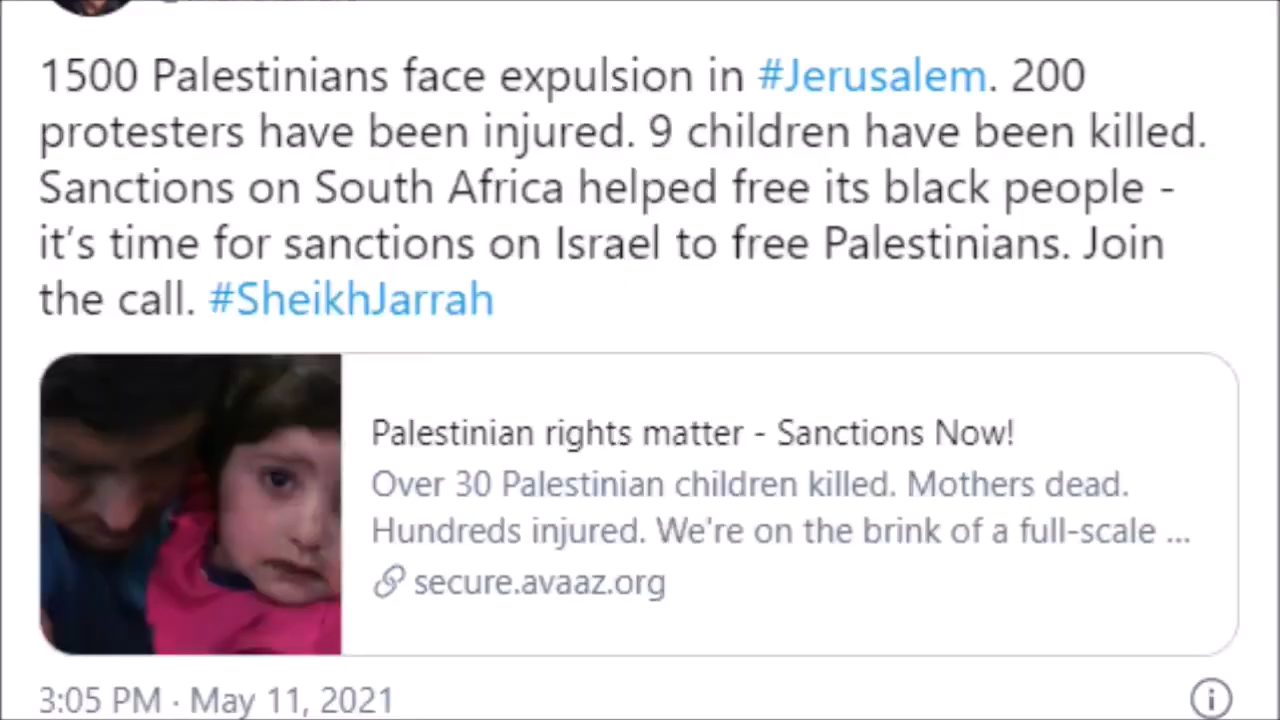 1500 Palestinians face expulsion in #Jerusalem. 200
protesters have been injured. 9 children have been killed.
Sanctions on South Africa helped free its black people -
it’s time for sanctions on Israel to free Palestinians. Join
the call. #SheikhJarrah
Palestinian rights matter - Sanctions Now!
Over 30 Palestinian children killed. Mothers dead.
Hundreds injured. We're on the brink of a full-scale ...
secure.avaaz.org
3:05 PM · May 11, 2021